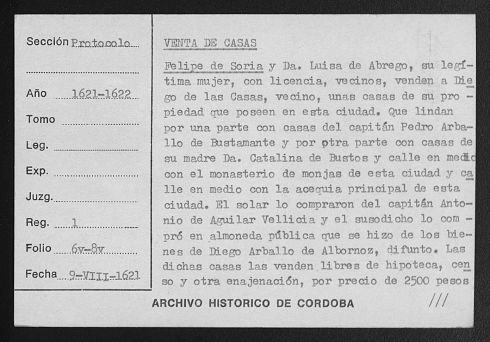 Sección Protocolo
Año 1621-1622
Tomo
Leg.
Exp.
Juzg.
Reg. 1
Folio 6v-8v
Fecha 9-VIII-1621
VENTA DE CASAS
Felipe de Soria y Da. Luisa de Abrego, su legí-
tima mujer, con licencia, vecinos, venden a Die
go de las Casas, vecino, unas casas de su pro -
piedad que poseen en esta ciudad. Que lindan
por una parte con casas del capitán Pedro Arba-
llo de Bustamante y por otra parte con casas de
su madre Da. Catalina de Bustos y calle en medio
con el monasterio de monjas de esta ciudad y ca
lle en medio con la acequia principal de esta
ciudad. El solar lo compraron del capitán Anto-
nio de Aguilar Vellicia y el susodicho lo com -
pró en almoneda pública que se hizo de los bie-
nes de Diego Arballo de Albornoz, difunto. Las
dichas casas las venden libres de hipoteca, cen
so y otra enajenación, por precio de 2500 pesos
ARCHIVO HISTORICO DE CORDOBA
///